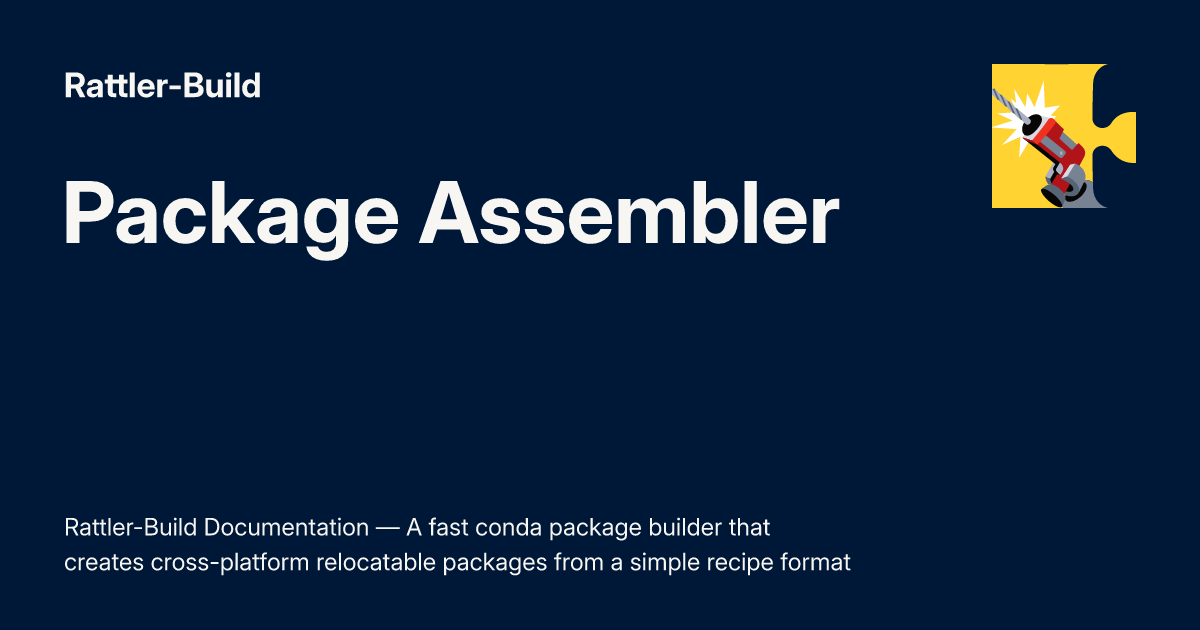 Rattler-Build
Package Assembler
Rattler-Build Documentation — A fast conda package builder that
creates cross-platform relocatable packages from a simple recipe format